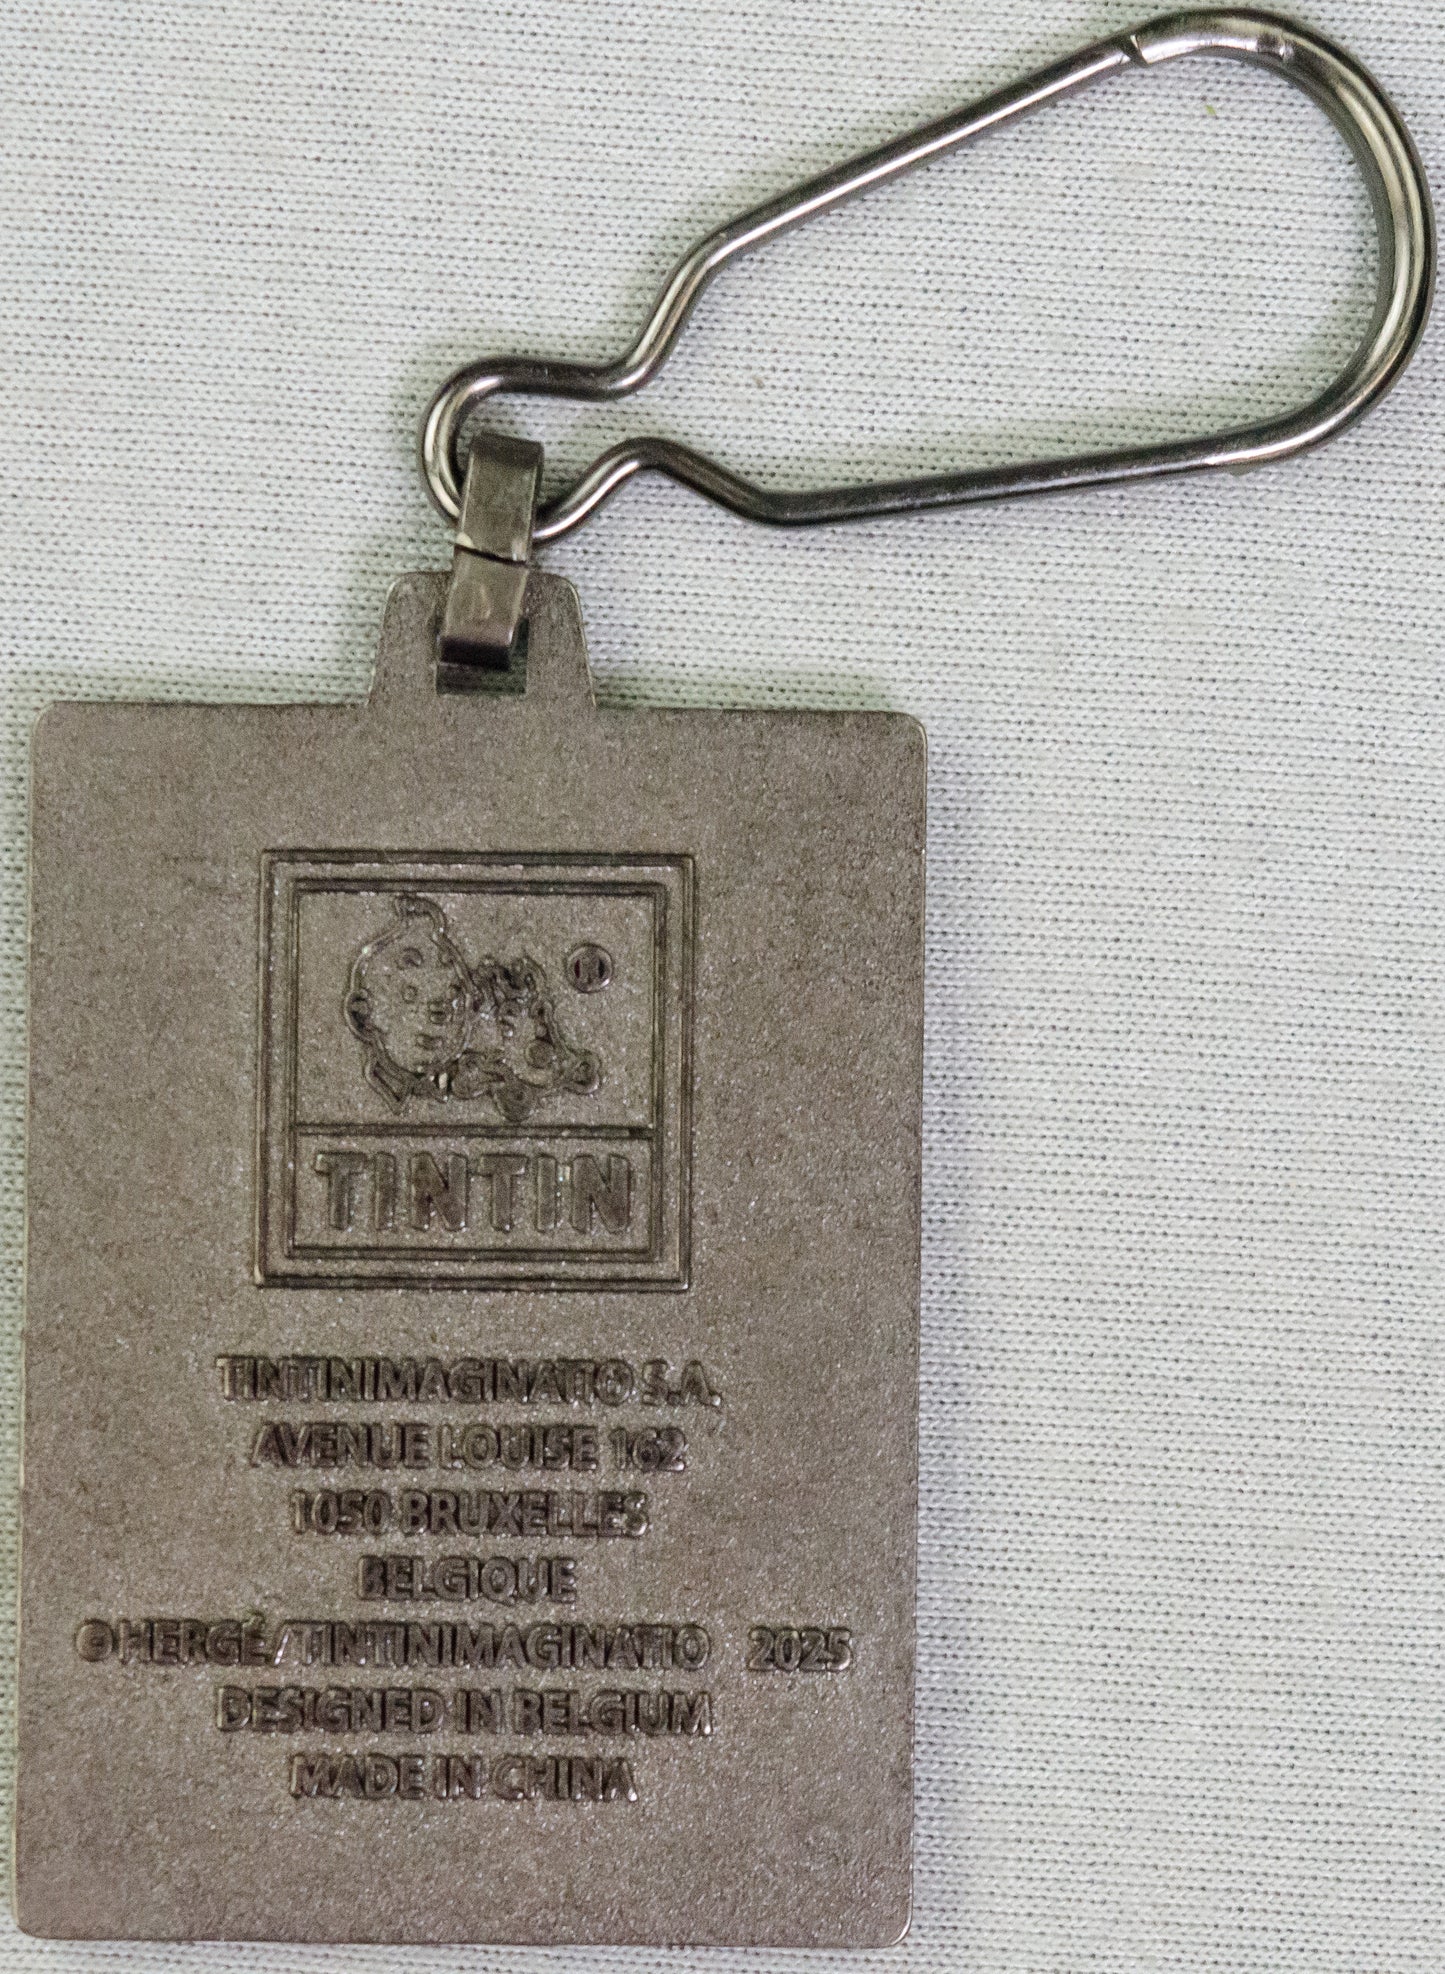 TINTIN
TINTINIMAGINATIO S.A.
AVENUE LOUISE 162
1050 BRUXELLES
BELGIQUE
©HERGÉ/TINTINIMAGINATIO 2025
DESIGNED IN BELGIUM
MADE IN CHINA